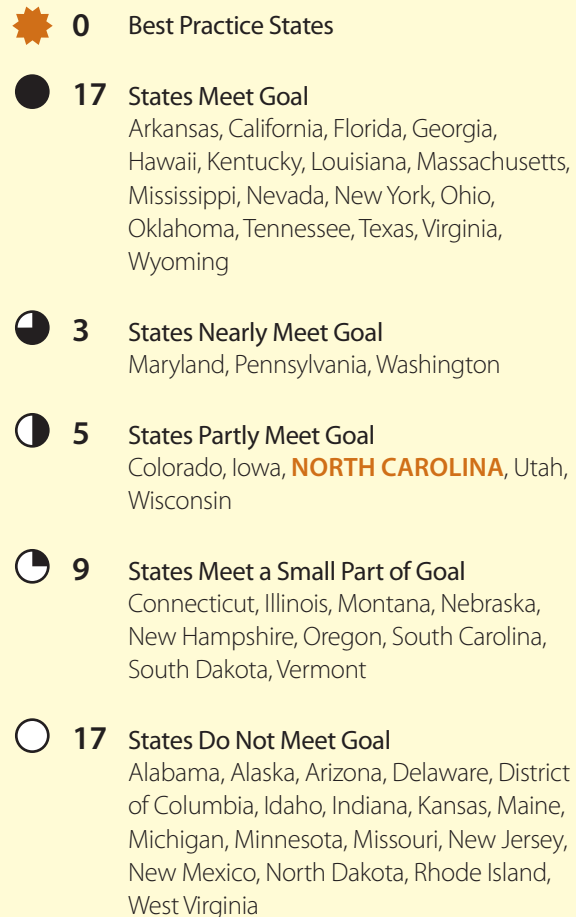 0 Best Practice States
17 States Meet Goal
Arkansas, California, Florida, Georgia,
Hawaii, Kentucky, Louisiana, Massachusetts,
Mississippi, Nevada, New York, Ohio,
Oklahoma, Tennessee, Texas, Virginia,
Wyoming
3 States Nearly Meet Goal
Maryland, Pennsylvania, Washington
5 States Partly Meet Goal
Colorado, Iowa, NORTH CAROLINA, Utah,
Wisconsin
9 States Meet a Small Part of Goal
Connecticut, Illinois, Montana, Nebraska,
New Hampshire, Oregon, South Carolina,
South Dakota, Vermont
17 States Do Not Meet Goal
Alabama, Alaska, Arizona, Delaware, District
of Columbia, Idaho, Indiana, Kansas, Maine,
Michigan, Minnesota, Missouri, New Jersey,
New Mexico, North Dakota, Rhode Island,
West Virginia